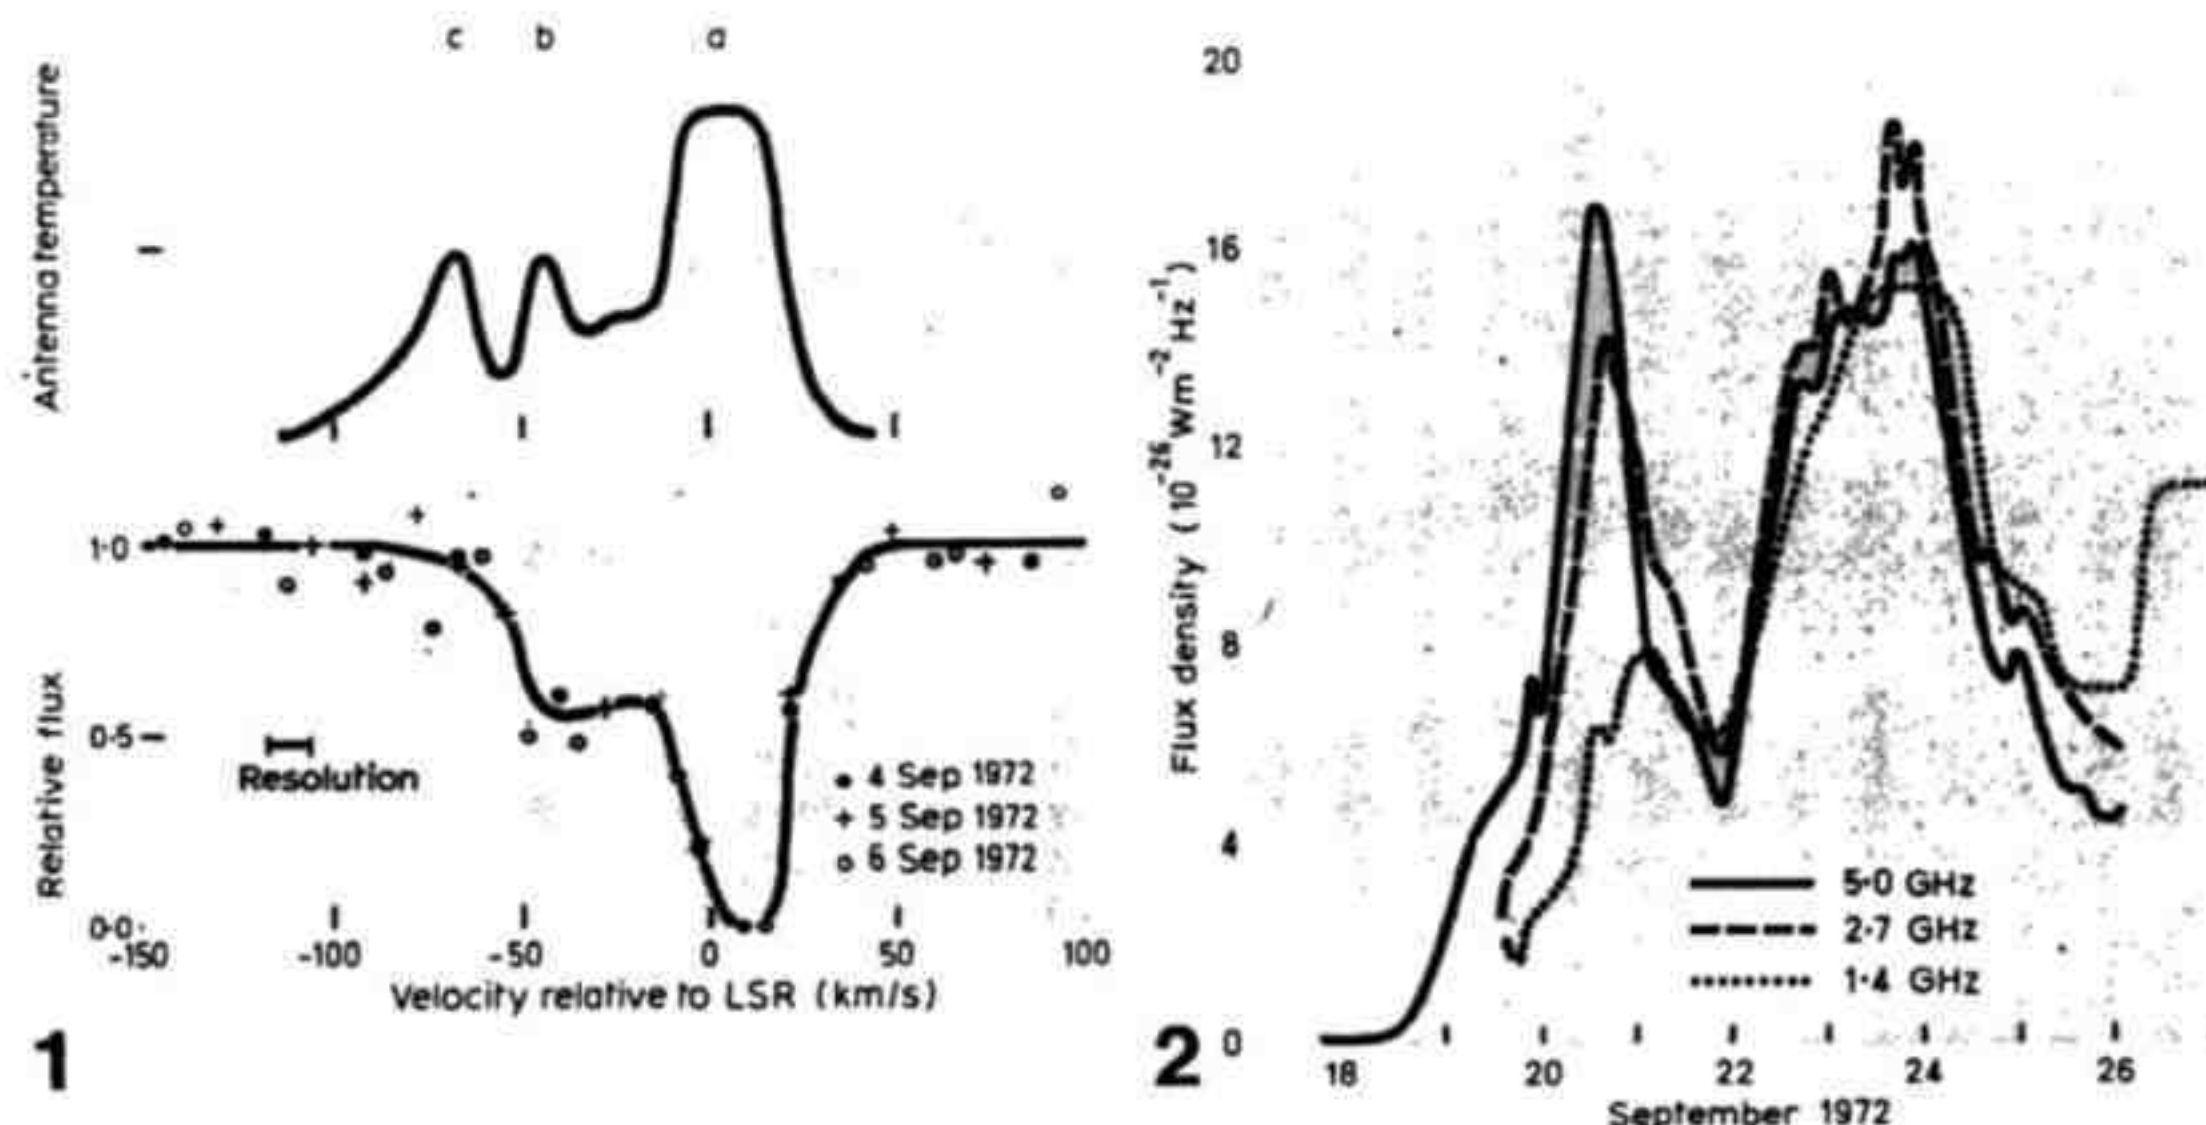 c b a
Antenna temperature
1·0
0·5
0·0
Relative flux
Resolution
4 Sep 1972
5 Sep 1972
6 Sep 1972
-150 -100 -50 0 50 100
Velocity relative to LSR (km/s)
1
20
16
12
8
4
0
Flux density (10⁻²⁶ Wm⁻² Hz⁻¹)
5·0 GHz
2·7 GHz
1·4 GHz
18 20 22 24 26
September 1972
2